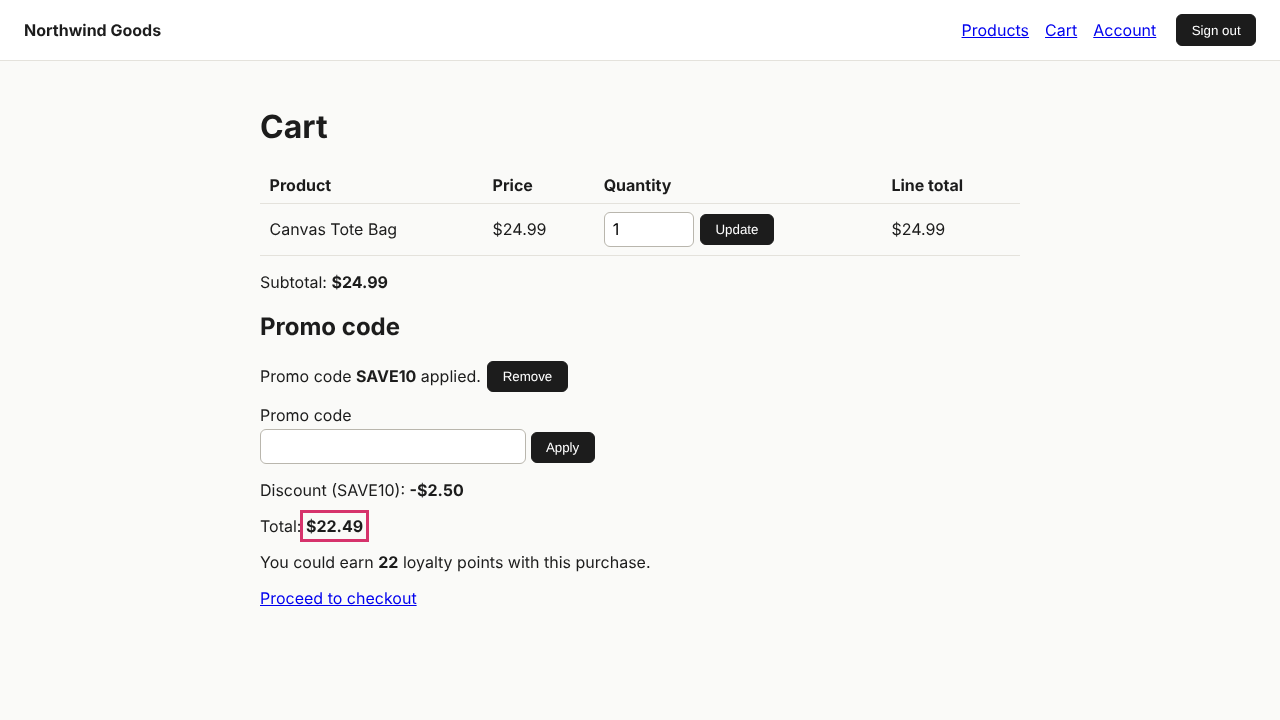 Northwind Goods
Products Cart Account Sign out
Cart
Product Price Quantity Line total
Canvas Tote Bag $24.99 1 Update $24.99
Subtotal: $24.99
Promo code
Promo code SAVE10 applied. Remove
Promo code
Apply
Discount (SAVE10): -$2.50
Total: $22.49
You could earn 22 loyalty points with this purchase.
Proceed to checkout